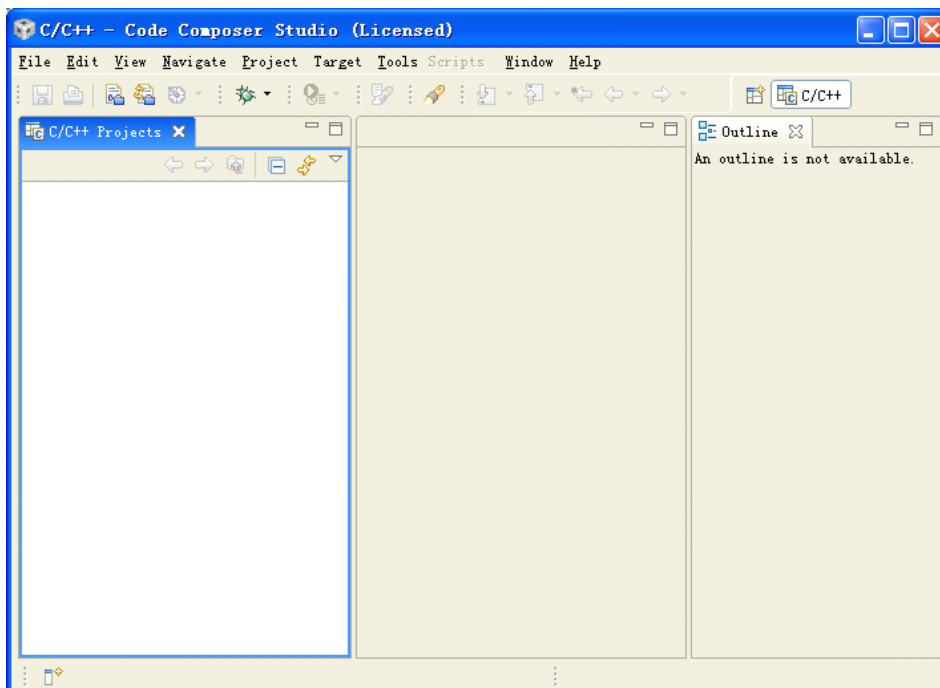 C/C++ - Code Composer Studio (Licensed)
File Edit View Navigate Project Target Tools Scripts Window Help
C/C++
C/C++ Projects
Outline
An outline is not available.